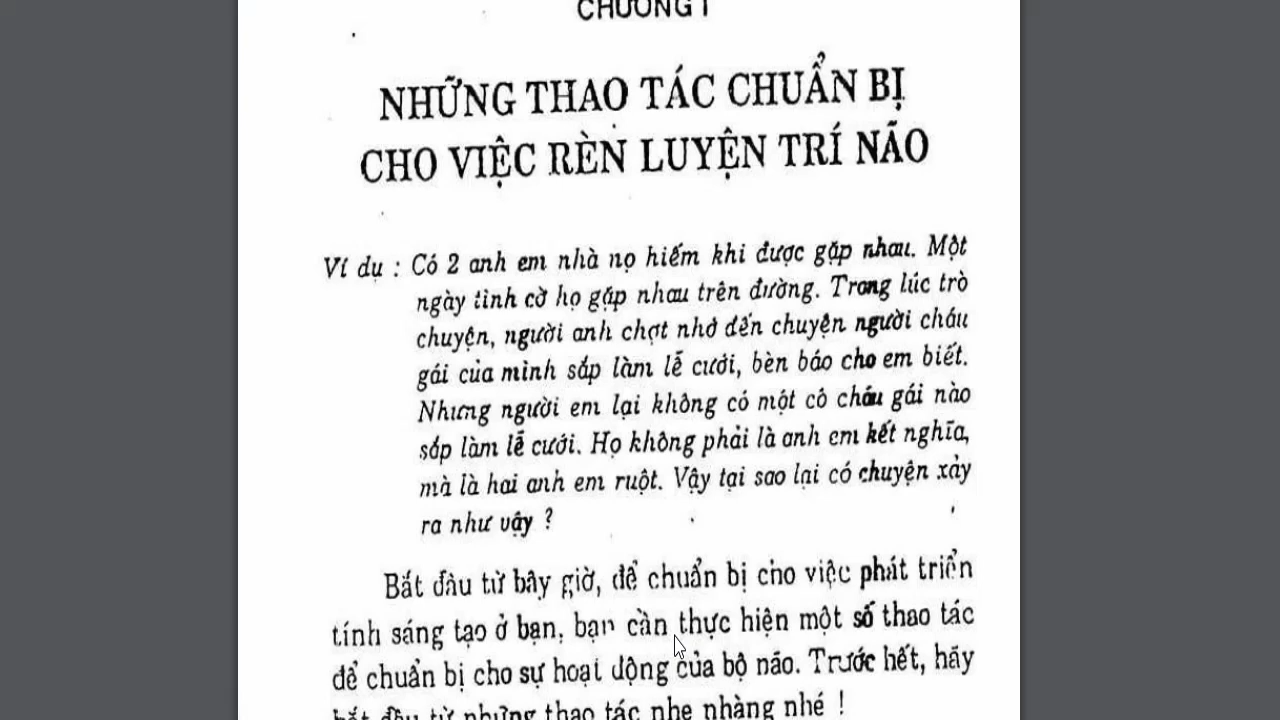 CHƯƠNG I
NHỮNG THAO TÁC CHUẨN BỊ
CHO VIỆC RÈN LUYỆN TRÍ NÃO
Ví dụ : Có 2 anh em nhà nọ hiếm khi được gặp nhau. Một
ngày tình cờ họ gặp nhau trên đường. Trong lúc trò
chuyện, người anh chợt nhớ đến chuyện người cháu
gái của mình sắp làm lễ cưới, bèn báo cho em biết.
Nhưng người em lại không có một cô cháu gái nào
sắp làm lễ cưới. Họ không phải là anh em kết nghĩa,
mà là hai anh em ruột. Vậy tại sao lại có chuyện xảy
ra như vậy ?
Bắt đầu từ bây giờ, để chuẩn bị cho việc phát triển
tính sáng tạo ở bạn, bạn cần thực hiện một số thao tác
để chuẩn bị cho sự hoạt động của bộ não. Trước hết, hãy
bắt đầu từ những thao tác nhẹ nhàng nhé !